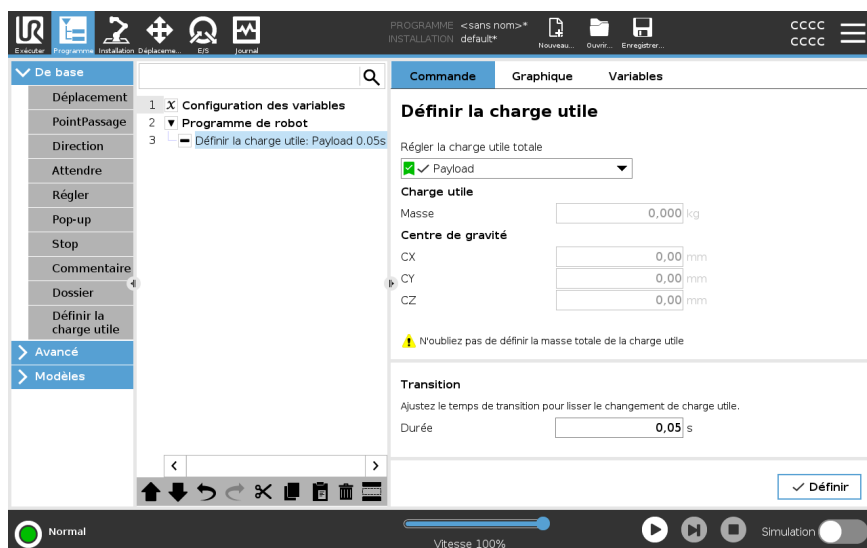 UR
PROGRAMME <sans nom>*
INSTALLATION default*
Exécuter
Programme
Installation
Déplaceme...
E/S
Journal
Nouveau...
Ouvrir...
Enregistrer...
CCCC
CCCC
De base
Déplacement
PointPassage
Direction
Attendre
Régler
Pop-up
Stop
Commentaire
Dossier
Définir la
charge utile
Avancé
Modèles
1 X Configuration des variables
2 Programme de robot
3 Définir la charge utile: Payload 0.05s
Commande Graphique Variables
Définir la charge utile
Régler la charge utile totale
Payload
Charge utile
Masse 0,000 kg
Centre de gravité
CX 0,00 mm
CY 0,00 mm
CZ 0,00 mm
N'oubliez pas de définir la masse totale de la charge utile
Transition
Ajustez le temps de transition pour lisser le changement de charge utile.
Durée 0,05 s
Définir
Normal
Vitesse 100%
Simulation